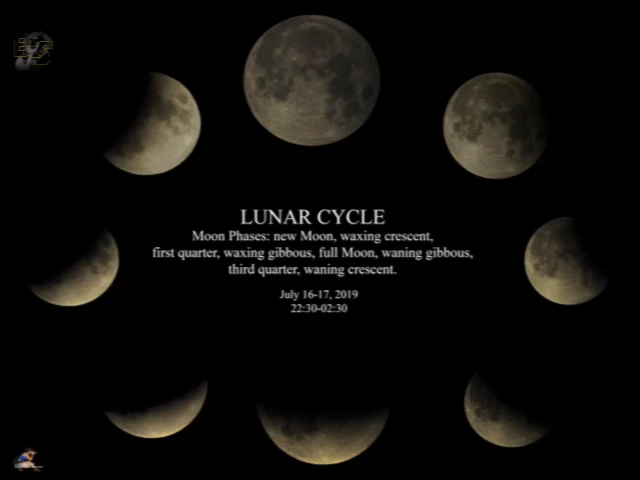 LUNAR CYCLE
Moon Phases: new Moon, waxing crescent,
first quarter, waxing gibbous, full Moon, waning gibbous,
third quarter, waning crescent.
July 16-17, 2019
22:30-02:30